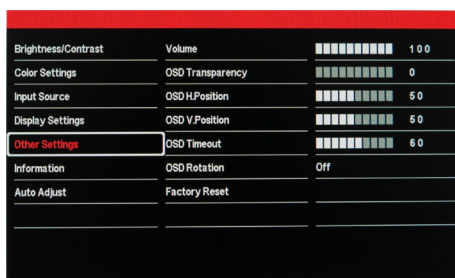 Brightness/Contrast Volume 100
Color Settings OSD Transparency 0
Input Source OSD H.Position 50
Display Settings OSD V.Position 50
Other Settings OSD Timeout 60
Information OSD Rotation Off
Auto Adjust Factory Reset